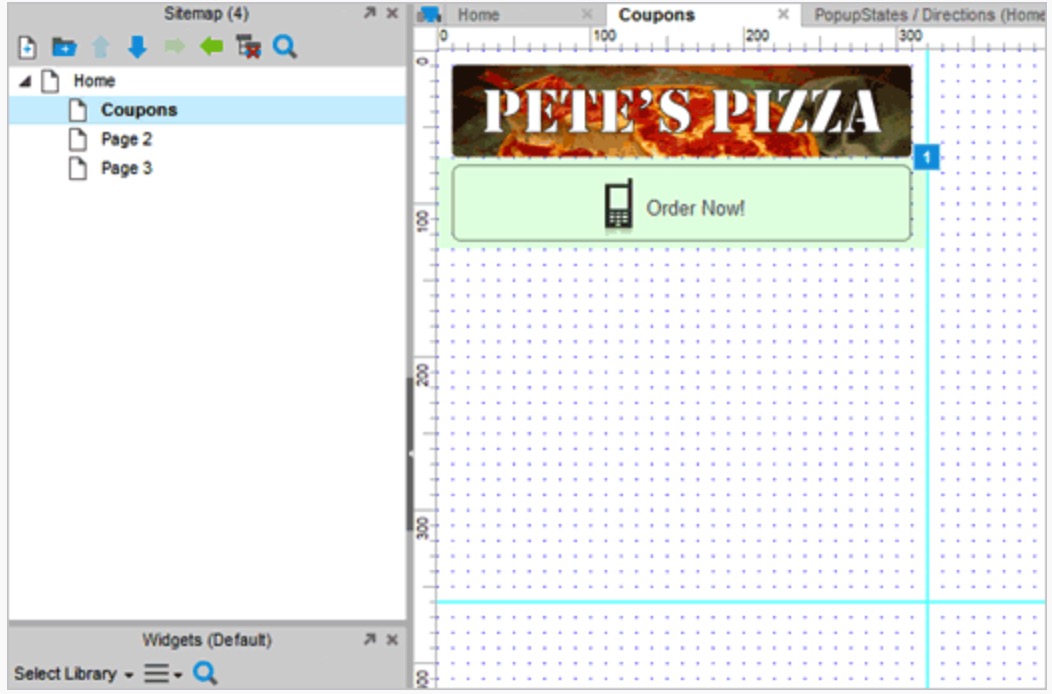 Sitemap (4)
Home
Coupons
Page 2
Page 3
Widgets (Default)
Select Library
Home
Coupons
PopupStates / Directions (Home
0
100
200
300
0
100
200
300
PETE'S PIZZA
1
Order Now!